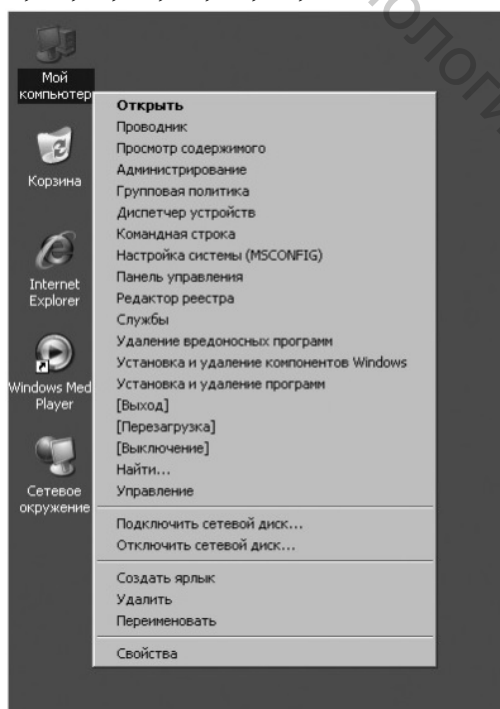 Мой
компьютер
Корзина
Internet
Explorer
Windows Med
Player
Сетевое
окружение
Открыть
Проводник
Просмотр содержимого
Администрирование
Групповая политика
Диспетчер устройств
Командная строка
Настройка системы (MSCONFIG)
Панель управления
Редактор реестра
Службы
Удаление вредоносных программ
Установка и удаление компонентов Windows
Установка и удаление программ
[Выход]
[Перезагрузка]
[Выключение]
Найти...
Управление
Подключить сетевой диск...
Отключить сетевой диск...
Создать ярлык
Удалить
Переименовать
Свойства